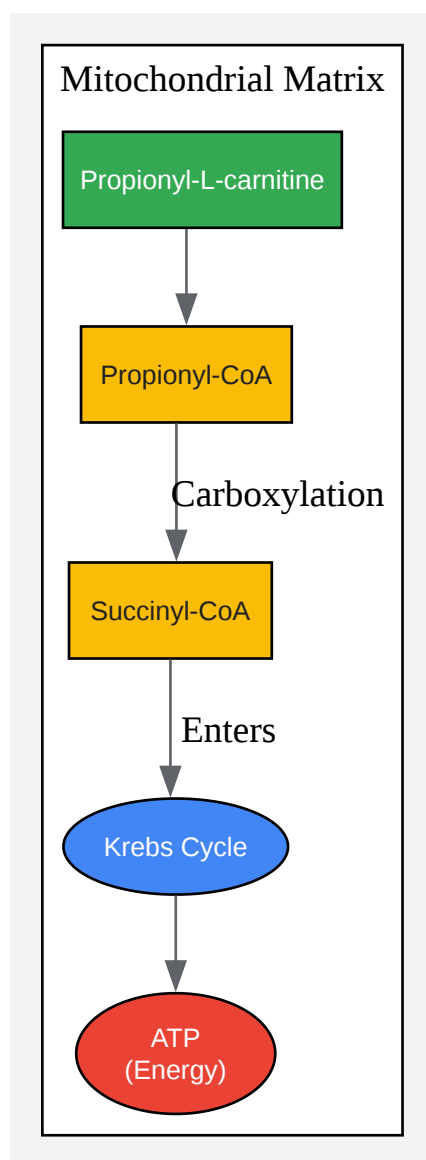 Mitochondrial Matrix
Propionyl-L-carnitine
Propionyl-CoA
Carboxylation
Succinyl-CoA
Enters
Krebs Cycle
ATP
(Energy)